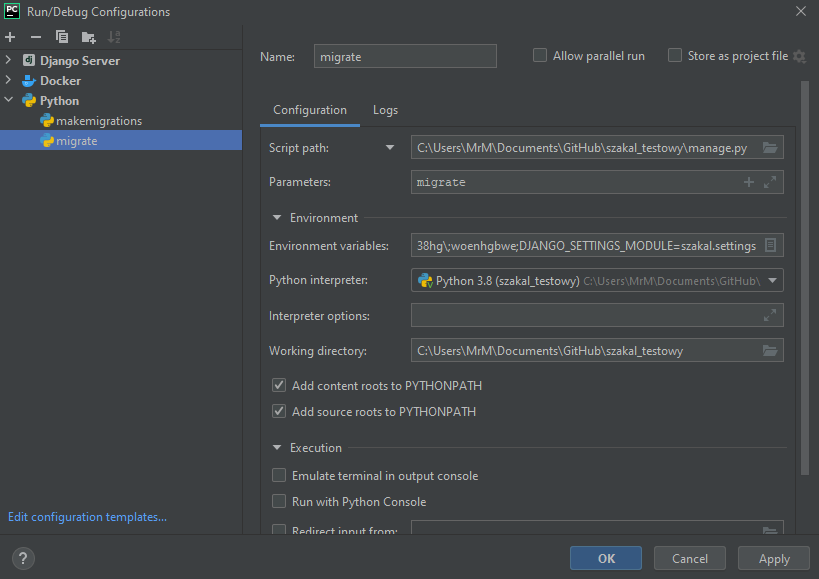 PC Run/Debug Configurations
Name: migrate Allow parallel run Store as project file
dj Django Server
Docker
Python
makemigrations
migrate
Configuration Logs
Script path: C:\Users\MrM\Documents\GitHub\szakal_testowy\manage.py
Parameters: migrate
Environment
Environment variables: 38hg\;woenhgbwe;DJANGO_SETTINGS_MODULE=szakal.settings
Python interpreter: Python 3.8 (szakal_testowy) C:\Users\MrM\Documents\GitHub\
Interpreter options:
Working directory: C:\Users\MrM\Documents\GitHub\szakal_testowy
Add content roots to PYTHONPATH
Add source roots to PYTHONPATH
Execution
Emulate terminal in output console
Run with Python Console
Redirect input from:
Edit configuration templates...
? OK Cancel Apply